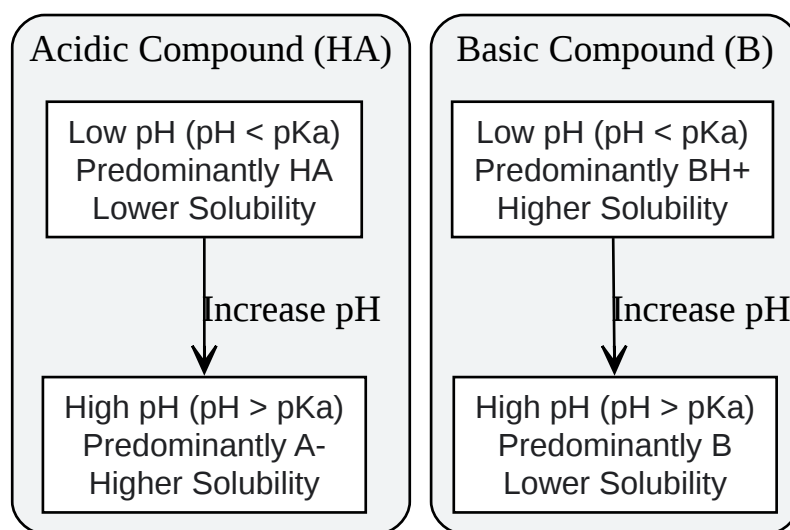 Acidic Compound (HA)
Low pH (pH < pKa)
Predominantly HA
Lower Solubility
Increase pH
High pH (pH > pKa)
Predominantly A-
Higher Solubility
Basic Compound (B)
Low pH (pH < pKa)
Predominantly BH+
Higher Solubility
Increase pH
High pH (pH > pKa)
Predominantly B
Lower Solubility